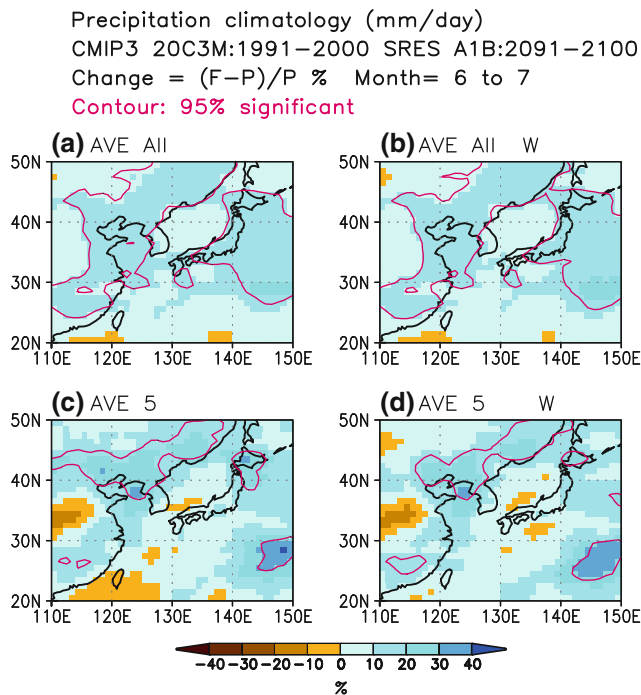 Precipitation climatology (mm/day)
CMIP3 20C3M:1991−2000 SRES A1B:2091−2100
Change = (F−P)/P % Month= 6 to 7
Contour: 95% significant
(a) AVE All
(b) AVE All W
50N
40N
30N
20N
110E 120E 130E 140E 150E
50N
40N
30N
20N
110E 120E 130E 140E 150E
(c) AVE 5
(d) AVE 5 W
50N
40N
30N
20N
110E 120E 130E 140E 150E
50N
40N
30N
20N
110E 120E 130E 140E 150E
−40 −30 −20 −10 0 10 20 30 40
%